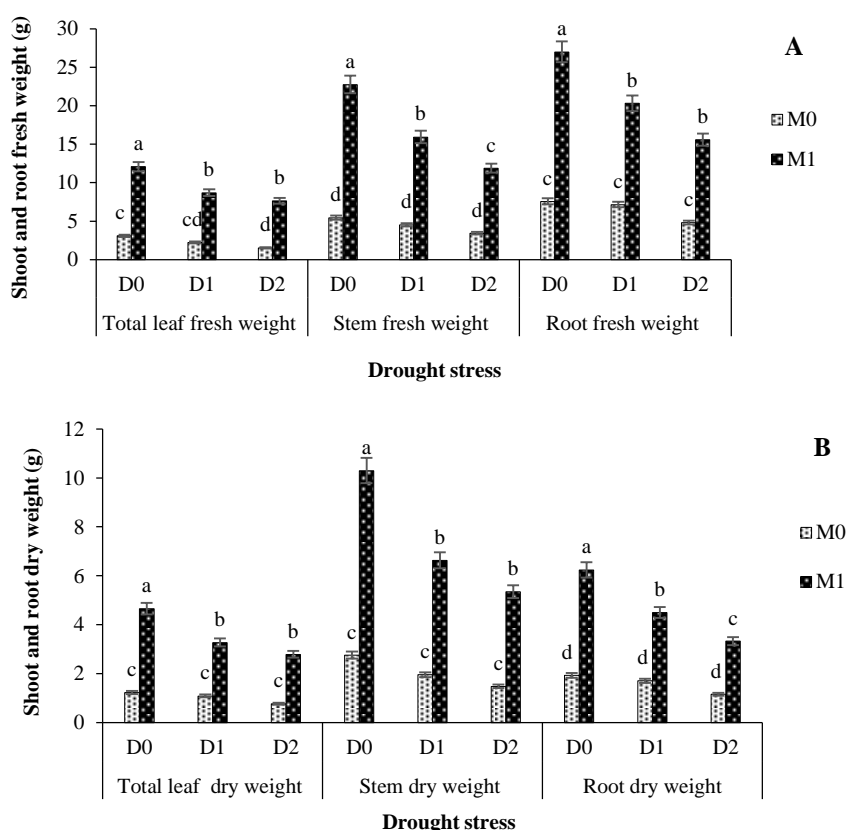 30
25
20
15
10
5
0
Shoot and root fresh weight (g)
A
M0
M1
a
b
b
c
cd
d
a
b
c
d
d
d
a
b
b
c
c
d
D0 D1 D2 D0 D1 D2 D0 D1 D2
Total leaf fresh weight Stem fresh weight Root fresh weight
Drought stress
12
10
8
6
4
2
0
Shoot and root dry weight (g)
B
M0
M1
a
b
b
c
c
c
a
b
b
c
c
c
a
b
c
d
d
d
D0 D1 D2 D0 D1 D2 D0 D1 D2
Total leaf dry weight Stem dry weight Root dry weight
Drought stress